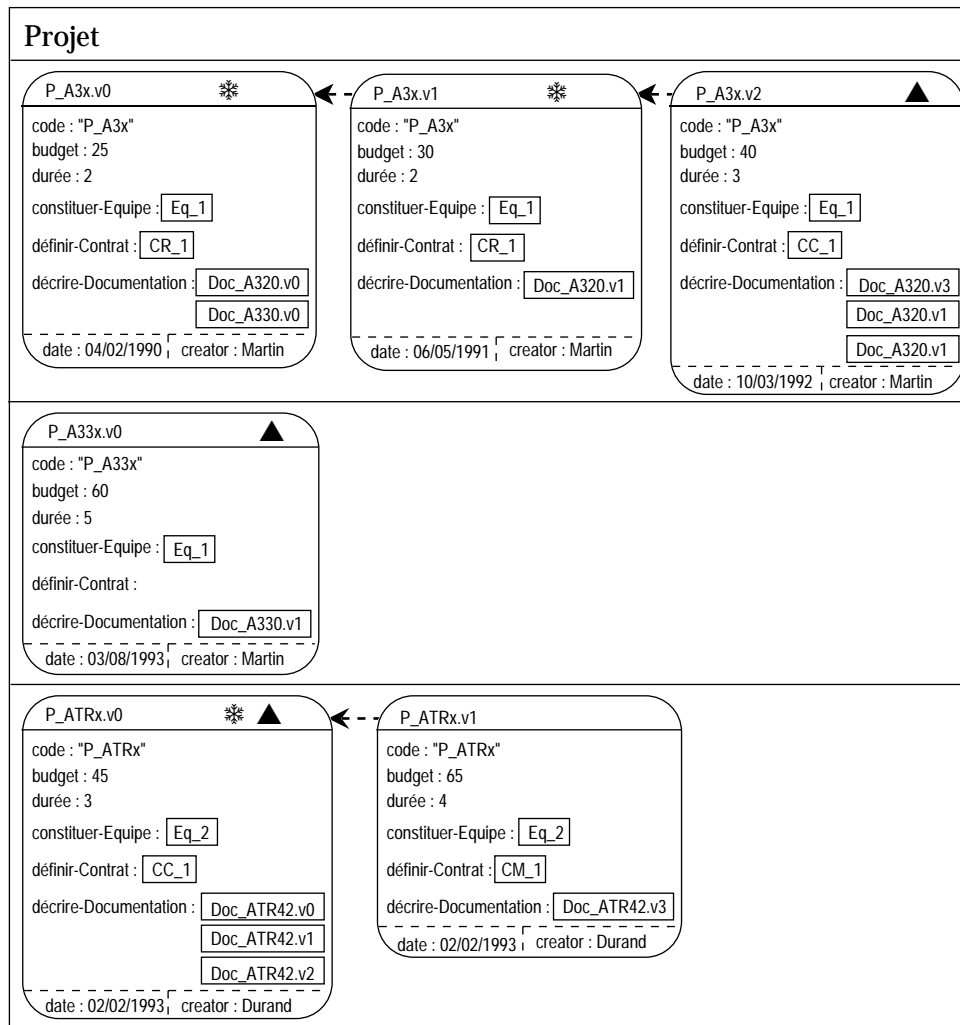 Projet
P_A3x.v0
code : "P_A3x"
budget : 25
durée : 2
constituer-Equipe : Eq_1
définir-Contrat : CR_1
décrire-Documentation : Doc_A320.v0
Doc_A330.v0
date : 04/02/1990 creator : Martin
P_A3x.v1
code : "P_A3x"
budget : 30
durée : 2
constituer-Equipe : Eq_1
définir-Contrat : CR_1
décrire-Documentation : Doc_A320.v1
date : 06/05/1991 creator : Martin
P_A3x.v2
code : "P_A3x"
budget : 40
durée : 3
constituer-Equipe : Eq_1
définir-Contrat : CC_1
décrire-Documentation : Doc_A320.v3
Doc_A320.v1
Doc_A320.v1
date : 10/03/1992 creator : Martin
P_A33x.v0
code : "P_A33x"
budget : 60
durée : 5
constituer-Equipe : Eq_1
définir-Contrat :
décrire-Documentation : Doc_A330.v1
date : 03/08/1993 creator : Martin
P_ATRx.v0
code : "P_ATRx"
budget : 45
durée : 3
constituer-Equipe : Eq_2
définir-Contrat : CC_1
décrire-Documentation : Doc_ATR42.v0
Doc_ATR42.v1
Doc_ATR42.v2
date : 02/02/1993 creator : Durand
P_ATRx.v1
code : "P_ATRx"
budget : 65
durée : 4
constituer-Equipe : Eq_2
définir-Contrat : CM_1
décrire-Documentation : Doc_ATR42.v3
date : 02/02/1993 creator : Durand